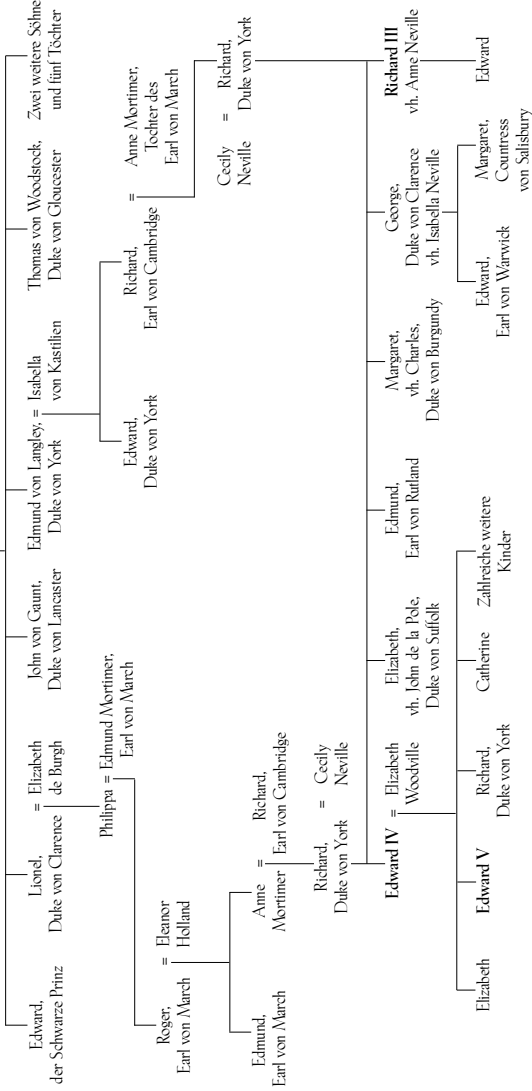 Edward,
der Schwarze Prinz
Lionel,
Duke von Clarence
=
Elizabeth
de Burgh
John von Gaunt,
Duke von Lancaster
Edmund von Langley,
Duke von York
=
Isabella
von Kastilien
Thomas von Woodstock,
Duke von Gloucester
Zwei weitere Söhne
und fünf Töchter
Philippa = Edmund Mortimer,
Earl von March
Edward,
Duke von York
Richard,
Earl von Cambridge
=
Anne Mortimer,
Tochter des
Earl von March
Roger,
Earl von March
=
Eleanor
Holland
Cecily
Neville
=
Richard,
Duke von York
Edmund,
Earl von March
Anne
Mortimer
=
Richard,
Earl von Cambridge
Richard,
Duke von York
=
Cecily
Neville
Edward IV
=
Elizabeth
Woodville
Elizabeth,
vh. John de la Pole,
Duke von Suffolk
Edmund,
Earl von Rutland
Margaret,
vh. Charles,
Duke von Burgundy
George,
Duke von Clarence
vh. Isabella Neville
Richard III
vh. Anne Neville
Elizabeth
Edward V
Richard,
Duke von York
Catherine
Zahlreiche weitere
Kinder
Edward,
Earl von Warwick
Margaret,
Countress
von Salisbury
Edward